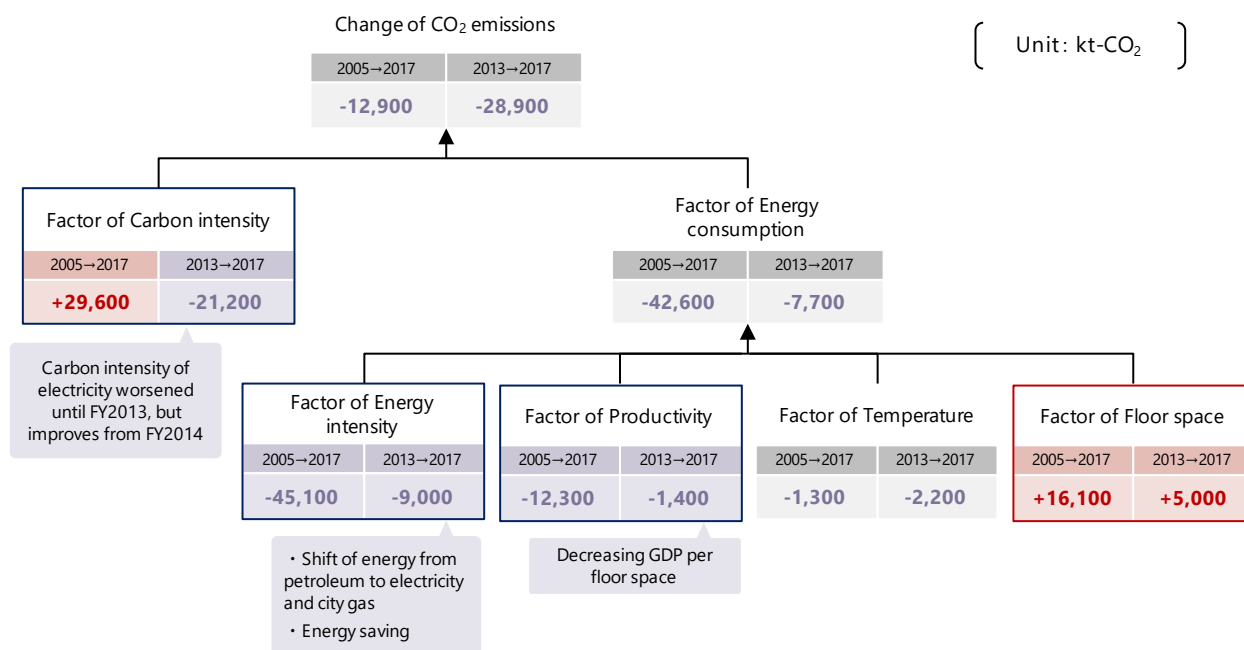 Change of CO₂ emissions
Unit: kt-CO₂
2005→2017 2013→2017
-12,900 -28,900
Factor of Carbon intensity
2005→2017 2013→2017
+29,600 -21,200
Factor of Energy
consumption
2005→2017 2013→2017
-42,600 -7,700
Carbon intensity of
electricity worsened
until FY2013, but
improves from FY2014
Factor of Energy
intensity
2005→2017 2013→2017
-45,100 -9,000
Factor of Productivity
2005→2017 2013→2017
-12,300 -1,400
Factor of Temperature
2005→2017 2013→2017
-1,300 -2,200
Factor of Floor space
2005→2017 2013→2017
+16,100 +5,000
・Shift of energy from
petroleum to electricity
and city gas
・Energy saving
Decreasing GDP per
floor space